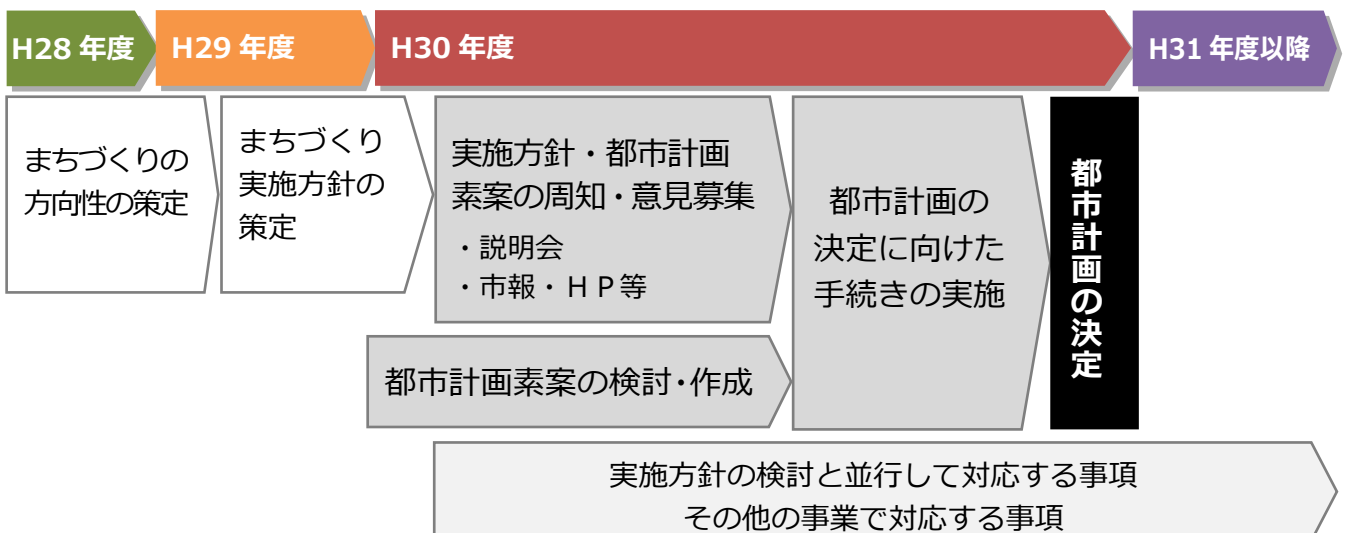 H28 年度
H29 年度
H30 年度
H31 年度以降
まちづくりの
方向性の策定
まちづくり
実施方針の
策定
実施方針・都市計画
素案の周知・意見募集
・説明会
・市報・ＨＰ等
都市計画素案の検討・作成
都市計画の
決定に向けた
手続きの実施
都市計画の決定
実施方針の検討と並行して対応する事項
その他の事業で対応する事項